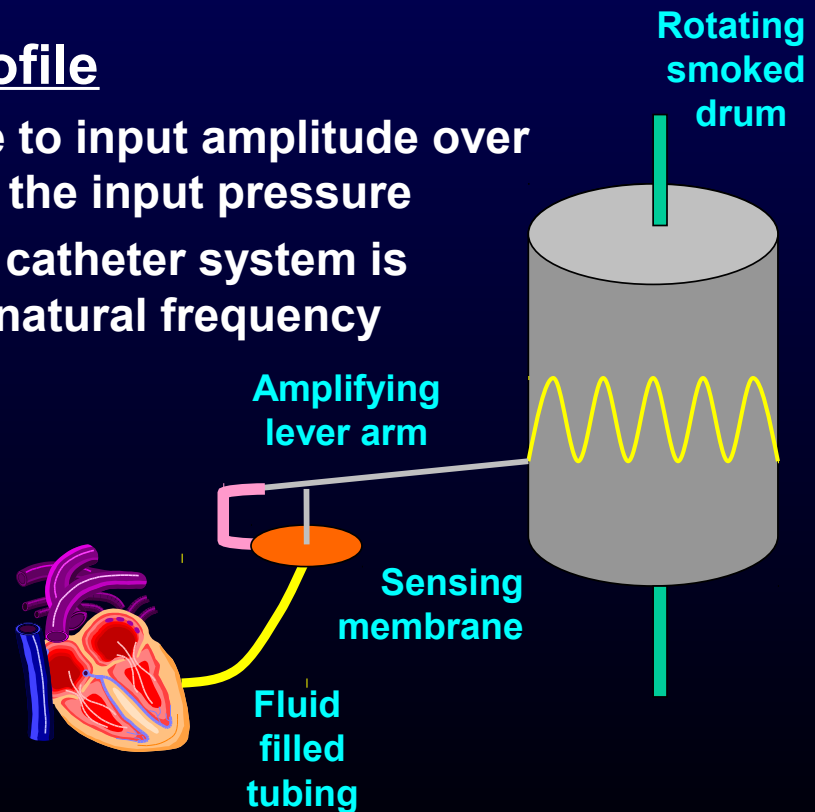 ofile
e to input amplitude over
the input pressure
catheter system is
natural frequency
Rotating
smoked
drum
Amplifying
lever arm
Sensing
membrane
Fluid
filled
tubing